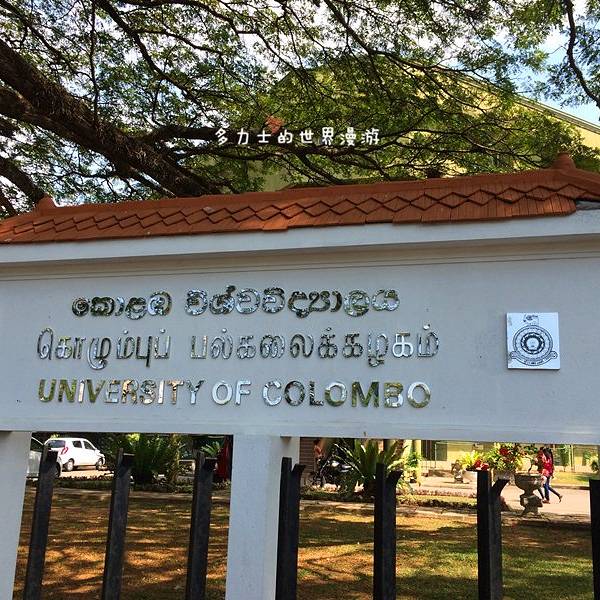 多力士的世界漫游
කොළඹ විශ්වවිද්‍යාලය
கொழும்புப் பல்கலைக்கழகம்
UNIVERSITY OF COLOMBO